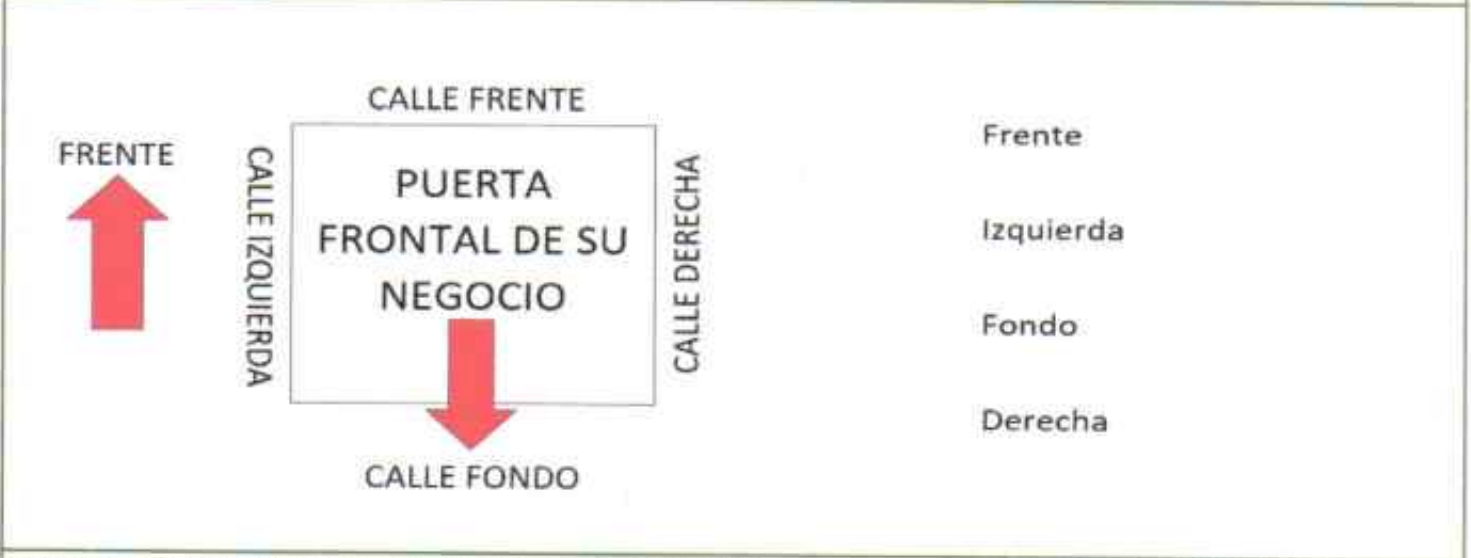 CALLE FRENTE
FRENTE
CALLE IZQUIERDA
PUERTA
FRONTAL DE SU
NEGOCIO
CALLE DERECHA
CALLE FONDO
Frente
Izquierda
Fondo
Derecha